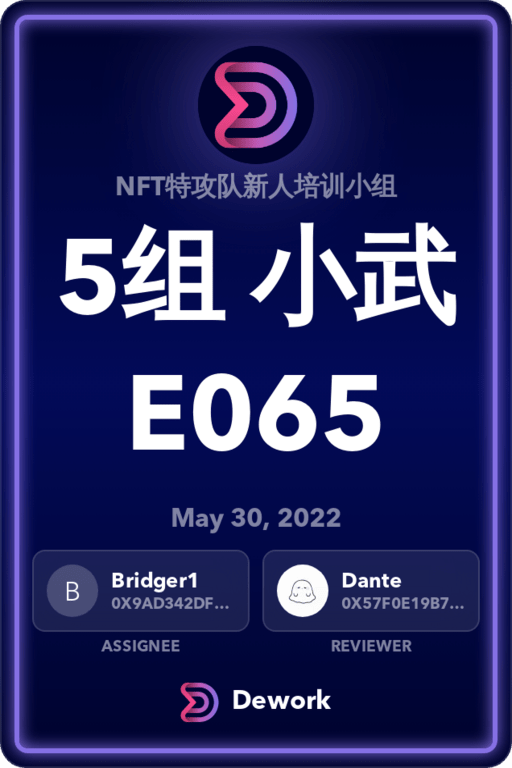 NFT特攻队新人培训小组
5组 小武
E065
May 30, 2022
B
Bridger1
0X9AD342DF...
ASSIGNEE
Dante
0X57F0E19B7...
REVIEWER
Dework